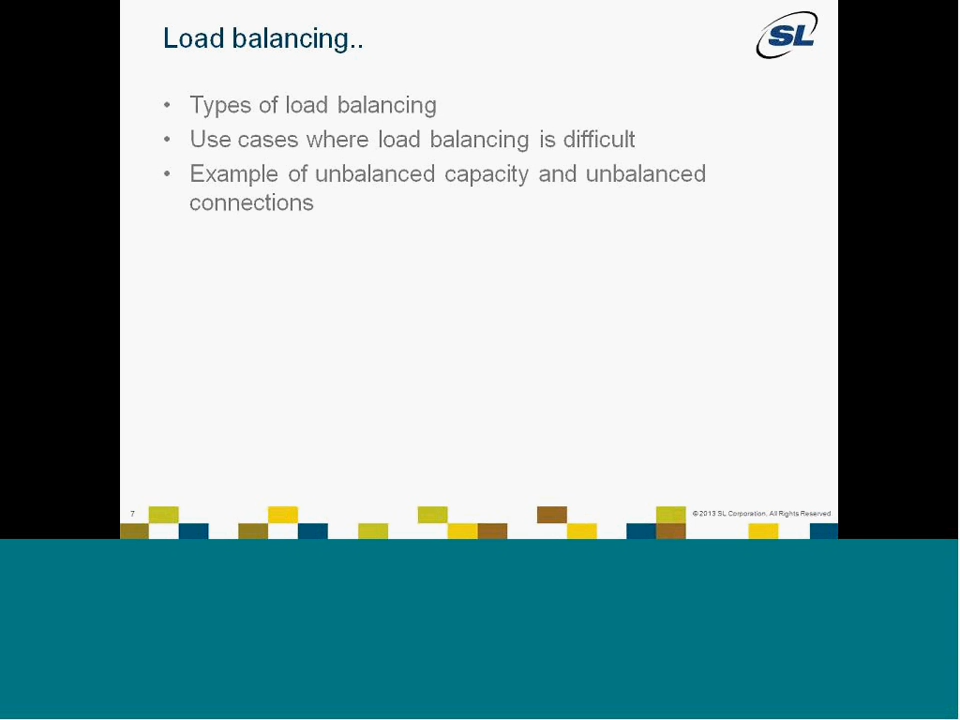 Load balancing..
SL
• Types of load balancing
• Use cases where load balancing is difficult
• Example of unbalanced capacity and unbalanced
connections
7
© 2013 SL Corporation. All Rights Reserved